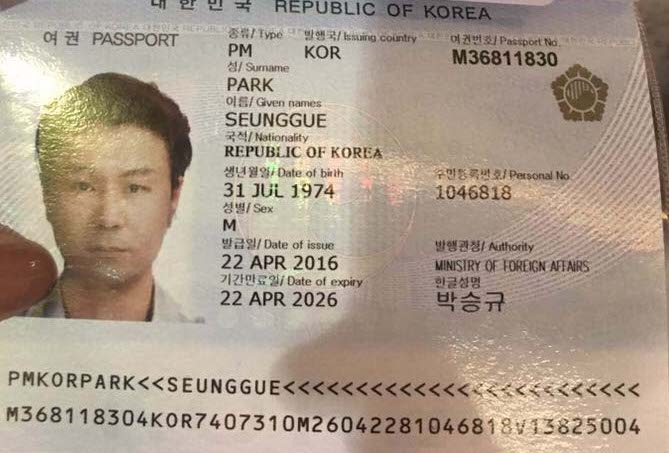 대한민국 REPUBLIC OF KOREA
여권 PASSPORT
종류/ Type 발행국/ Issuing country 여권번호/ Passport No.
PM KOR M36811830
성/ Surname
PARK
이름/ Given names
SEUNGGUE
국적/ Nationality
REPUBLIC OF KOREA
생년월일/ Date of birth 주민등록번호/ Personal No.
31 JUL 1974 1046818
성별/ Sex
M
발급일/ Date of issue 발행관청/ Authority
22 APR 2016 MINISTRY OF FOREIGN AFFAIRS
기간만료일/ Date of expiry 한글성명
22 APR 2026 박승규
PMKORPARK<<SEUNGGUE<<<<<<<<<<<<<<<<<<<<<<<<<
M368118304KOR7407310M26042281046818V13825004